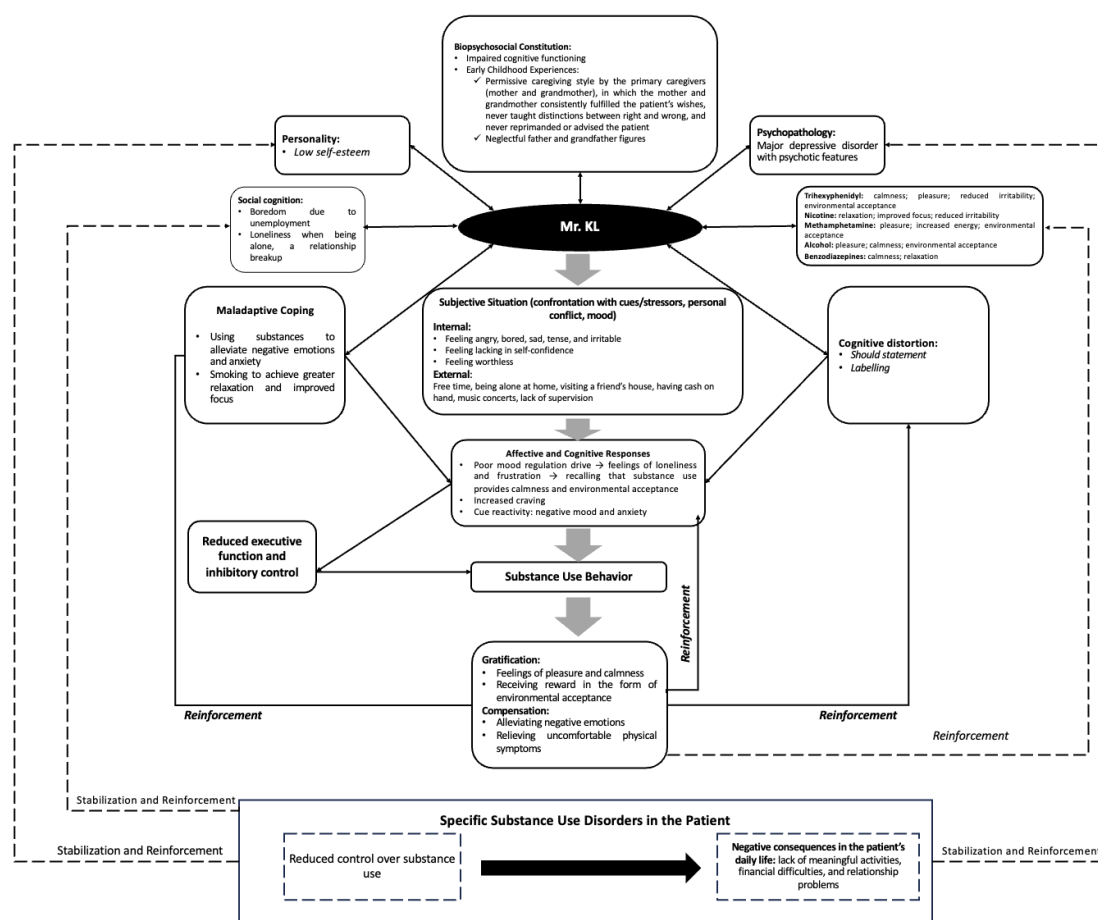 Biopsychosocial Constitution:
• Impaired cognitive functioning
• Early Childhood Experiences:
✓ Permissive caregiving style by the primary caregivers
(mother and grandmother), in which the mother and
grandmother consistently fulfilled the patient's wishes,
never taught distinctions between right and wrong, and
never reprimanded or advised the patient
✓ Neglectful father and grandfather figures
Personality:
• Low self-esteem
Psychopathology:
Major depressive disorder
with psychotic features
Social cognition:
• Boredom due to
unemployment
• Loneliness when being
alone, a relationship
breakup
Mr. KL
Trihexyphenidyl: calmness; pleasure; reduced irritability;
environmental acceptance
Nicotine: relaxation; improved focus; reduced irritability
Methamphetamine: pleasure; increased energy; environmental
acceptance
Alcohol: pleasure; calmness; environmental acceptance
Benzodiazepines: calmness; relaxation
Maladaptive Coping
• Using substances to
alleviate negative emotions
and anxiety
• Smoking to achieve greater
relaxation and improved
focus
Subjective Situation (confrontation with cues/stressors, personal
conflict, mood)
Internal:
• Feeling angry, bored, sad, tense, and irritable
• Feeling lacking in self-confidence
• Feeling worthless
External:
Free time, being alone at home, visiting a friend's house, having cash on
hand, music concerts, lack of supervision
Cognitive distortion:
• Should statement
• Labelling
Affective and Cognitive Responses
• Poor mood regulation drive → feelings of loneliness
and frustration → recalling that substance use
provides calmness and environmental acceptance
• Increased craving
• Cue reactivity: negative mood and anxiety
Reduced executive
function and
inhibitory control
Substance Use Behavior
Reinforcement
Gratification:
• Feelings of pleasure and calmness
• Receiving reward in the form of
environmental acceptance
Compensation:
• Alleviating negative emotions
• Relieving uncomfortable physical
symptoms
Reinforcement
Reinforcement
Reinforcement
Stabilization and Reinforcement
Stabilization and Reinforcement
Specific Substance Use Disorders in the Patient
Reduced control over substance
use
Negative consequences in the patient's
daily life: lack of meaningful activities,
financial difficulties, and relationship
problems
Stabilization and Reinforcement